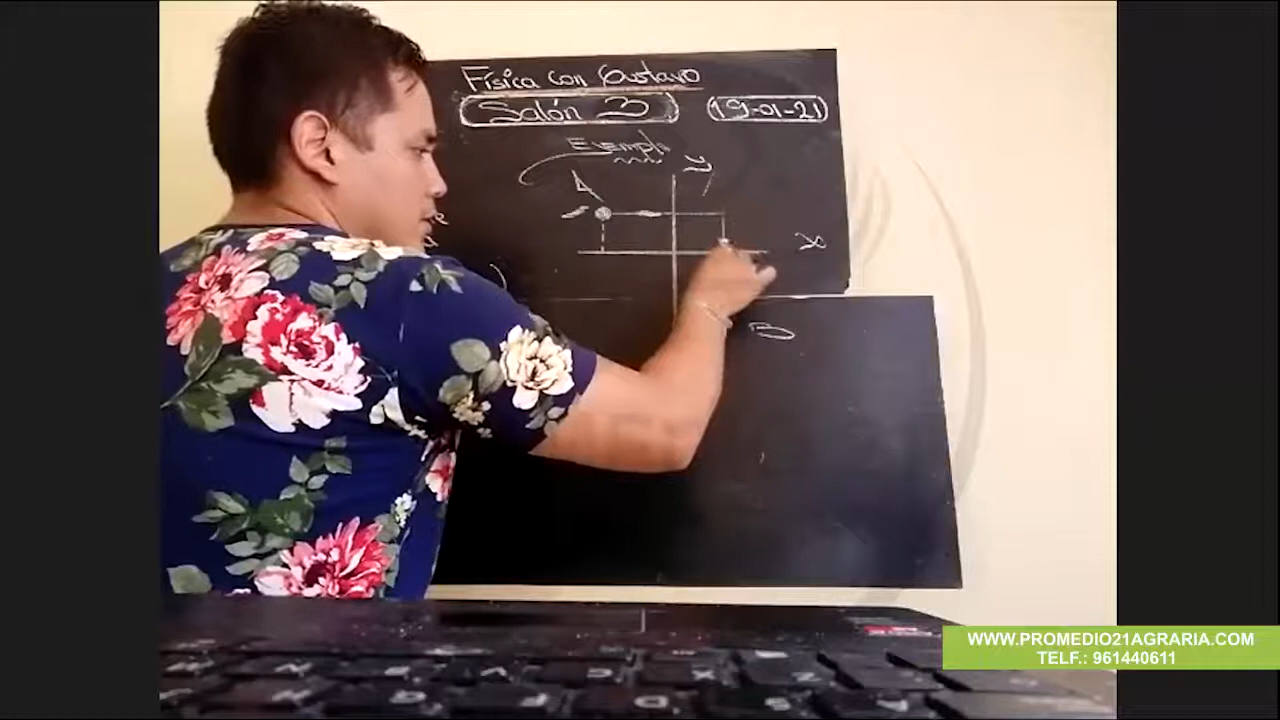 Física con Gustavo
Salón 3
19-01-21
Ejemplo
y
A
x
B
WWW.PROMEDIO21AGRARIA.COM
TELF.: 961440611